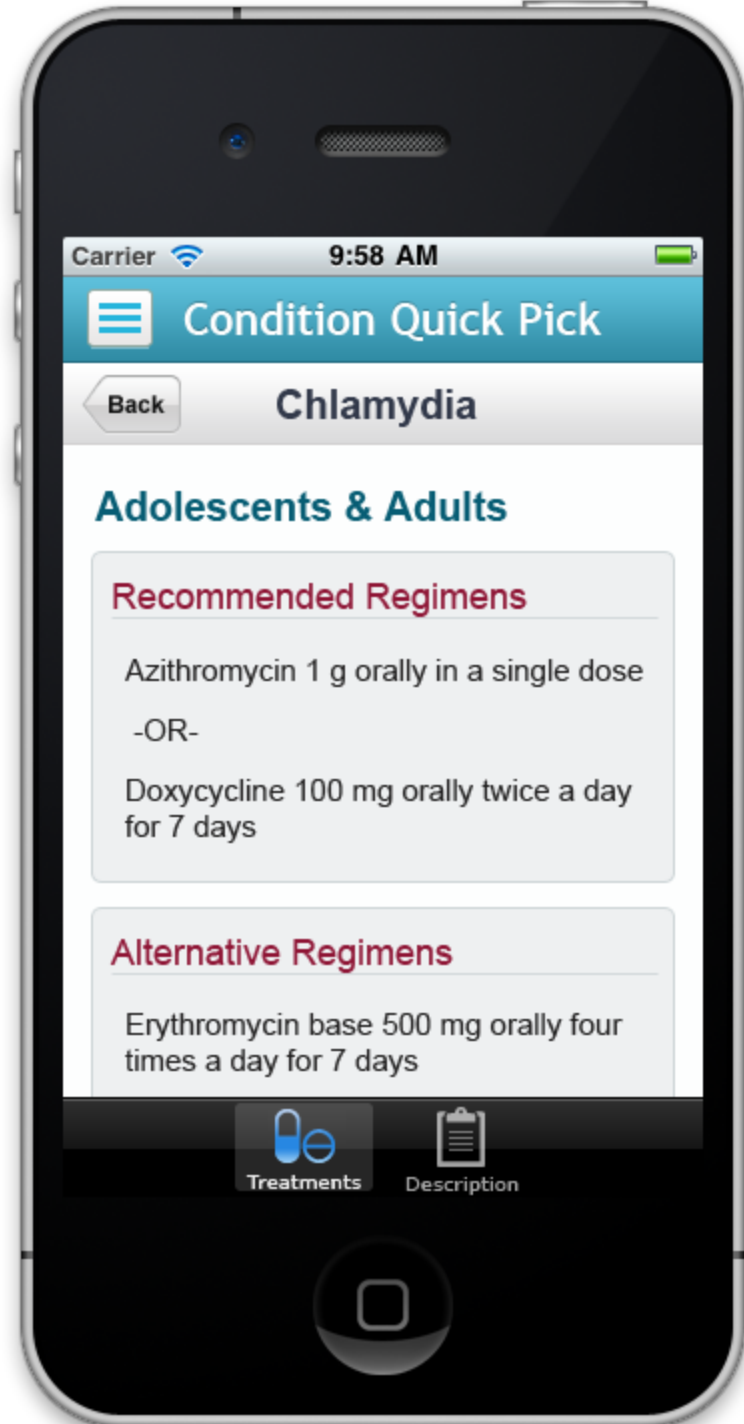 Carrier 9:58 AM
Condition Quick Pick
Back Chlamydia
Adolescents & Adults
Recommended Regimens
Azithromycin 1 g orally in a single dose
-OR-
Doxycycline 100 mg orally twice a day
for 7 days
Alternative Regimens
Erythromycin base 500 mg orally four
times a day for 7 days
Treatments Description